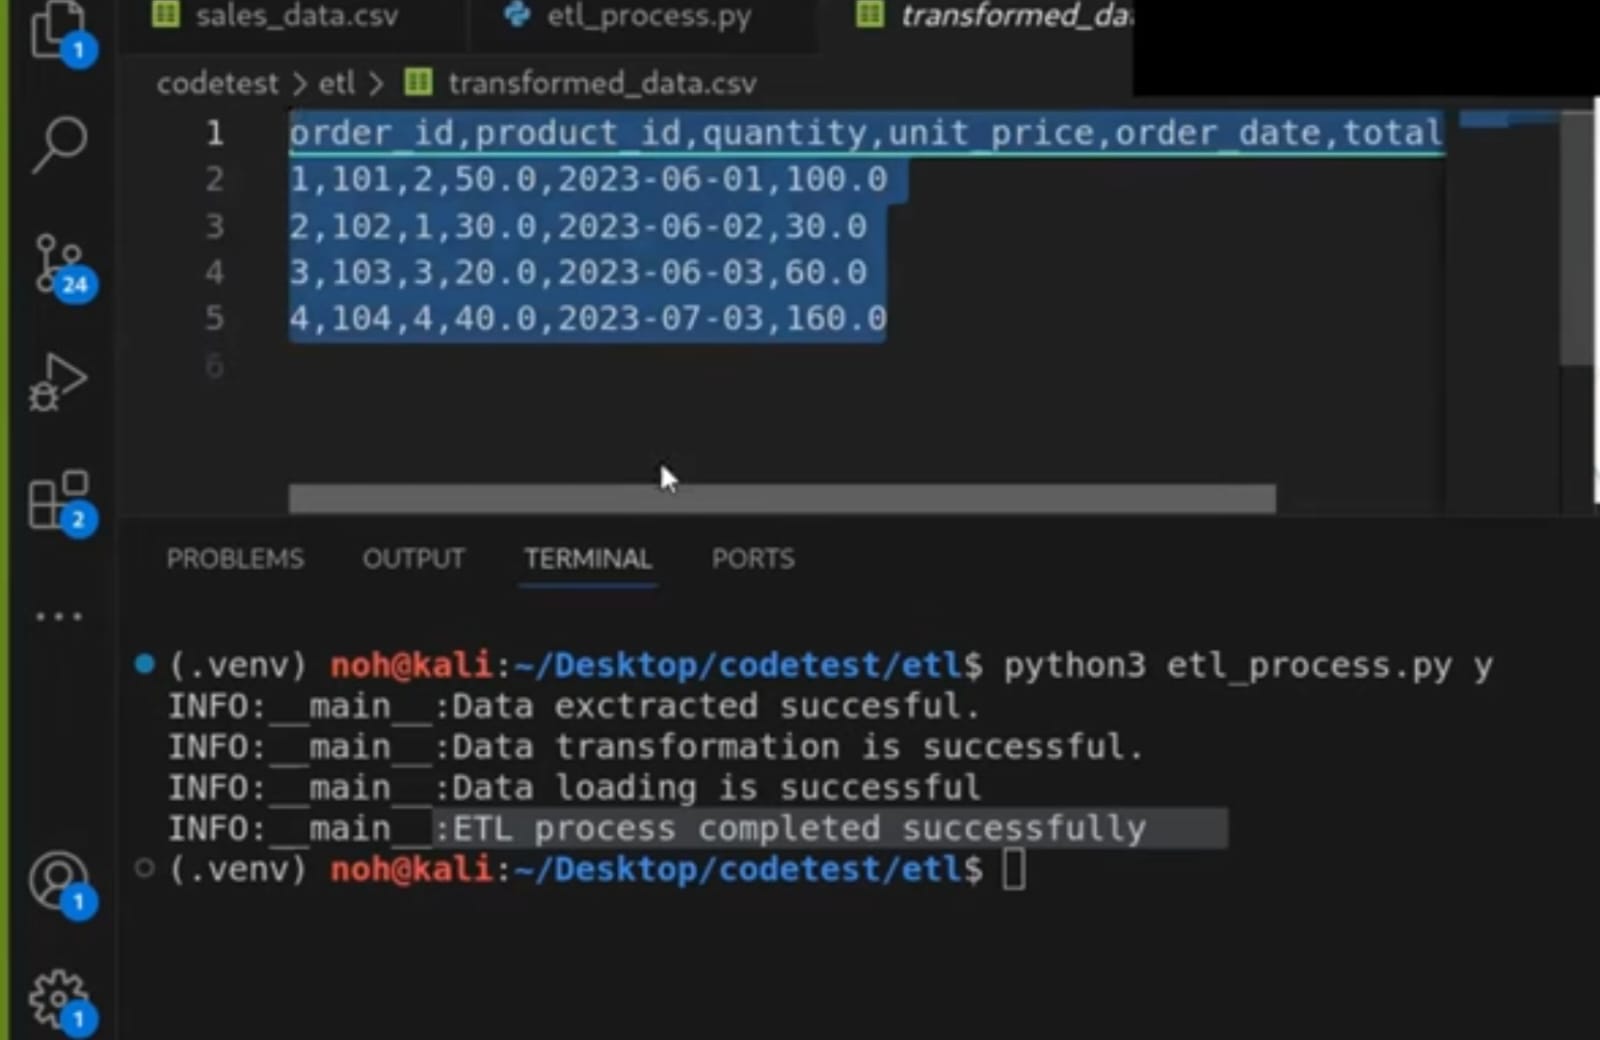 sales_data.csv etl_process.py transformed_da
codetest > etl > transformed_data.csv
1 order_id,product_id,quantity,unit_price,order_date,total
2 1,101,2,50.0,2023-06-01,100.0
3 2,102,1,30.0,2023-06-02,30.0
4 3,103,3,20.0,2023-06-03,60.0
5 4,104,4,40.0,2023-07-03,160.0
6
PROBLEMS OUTPUT TERMINAL PORTS
(.venv) noh@kali:~/Desktop/codetest/etl$ python3 etl_process.py y
INFO:__main__:Data exctracted succesful.
INFO:__main__:Data transformation is successful.
INFO:__main__:Data loading is successful
INFO:__main__:ETL process completed successfully
(.venv) noh@kali:~/Desktop/codetest/etl$
1
24
2
1
1